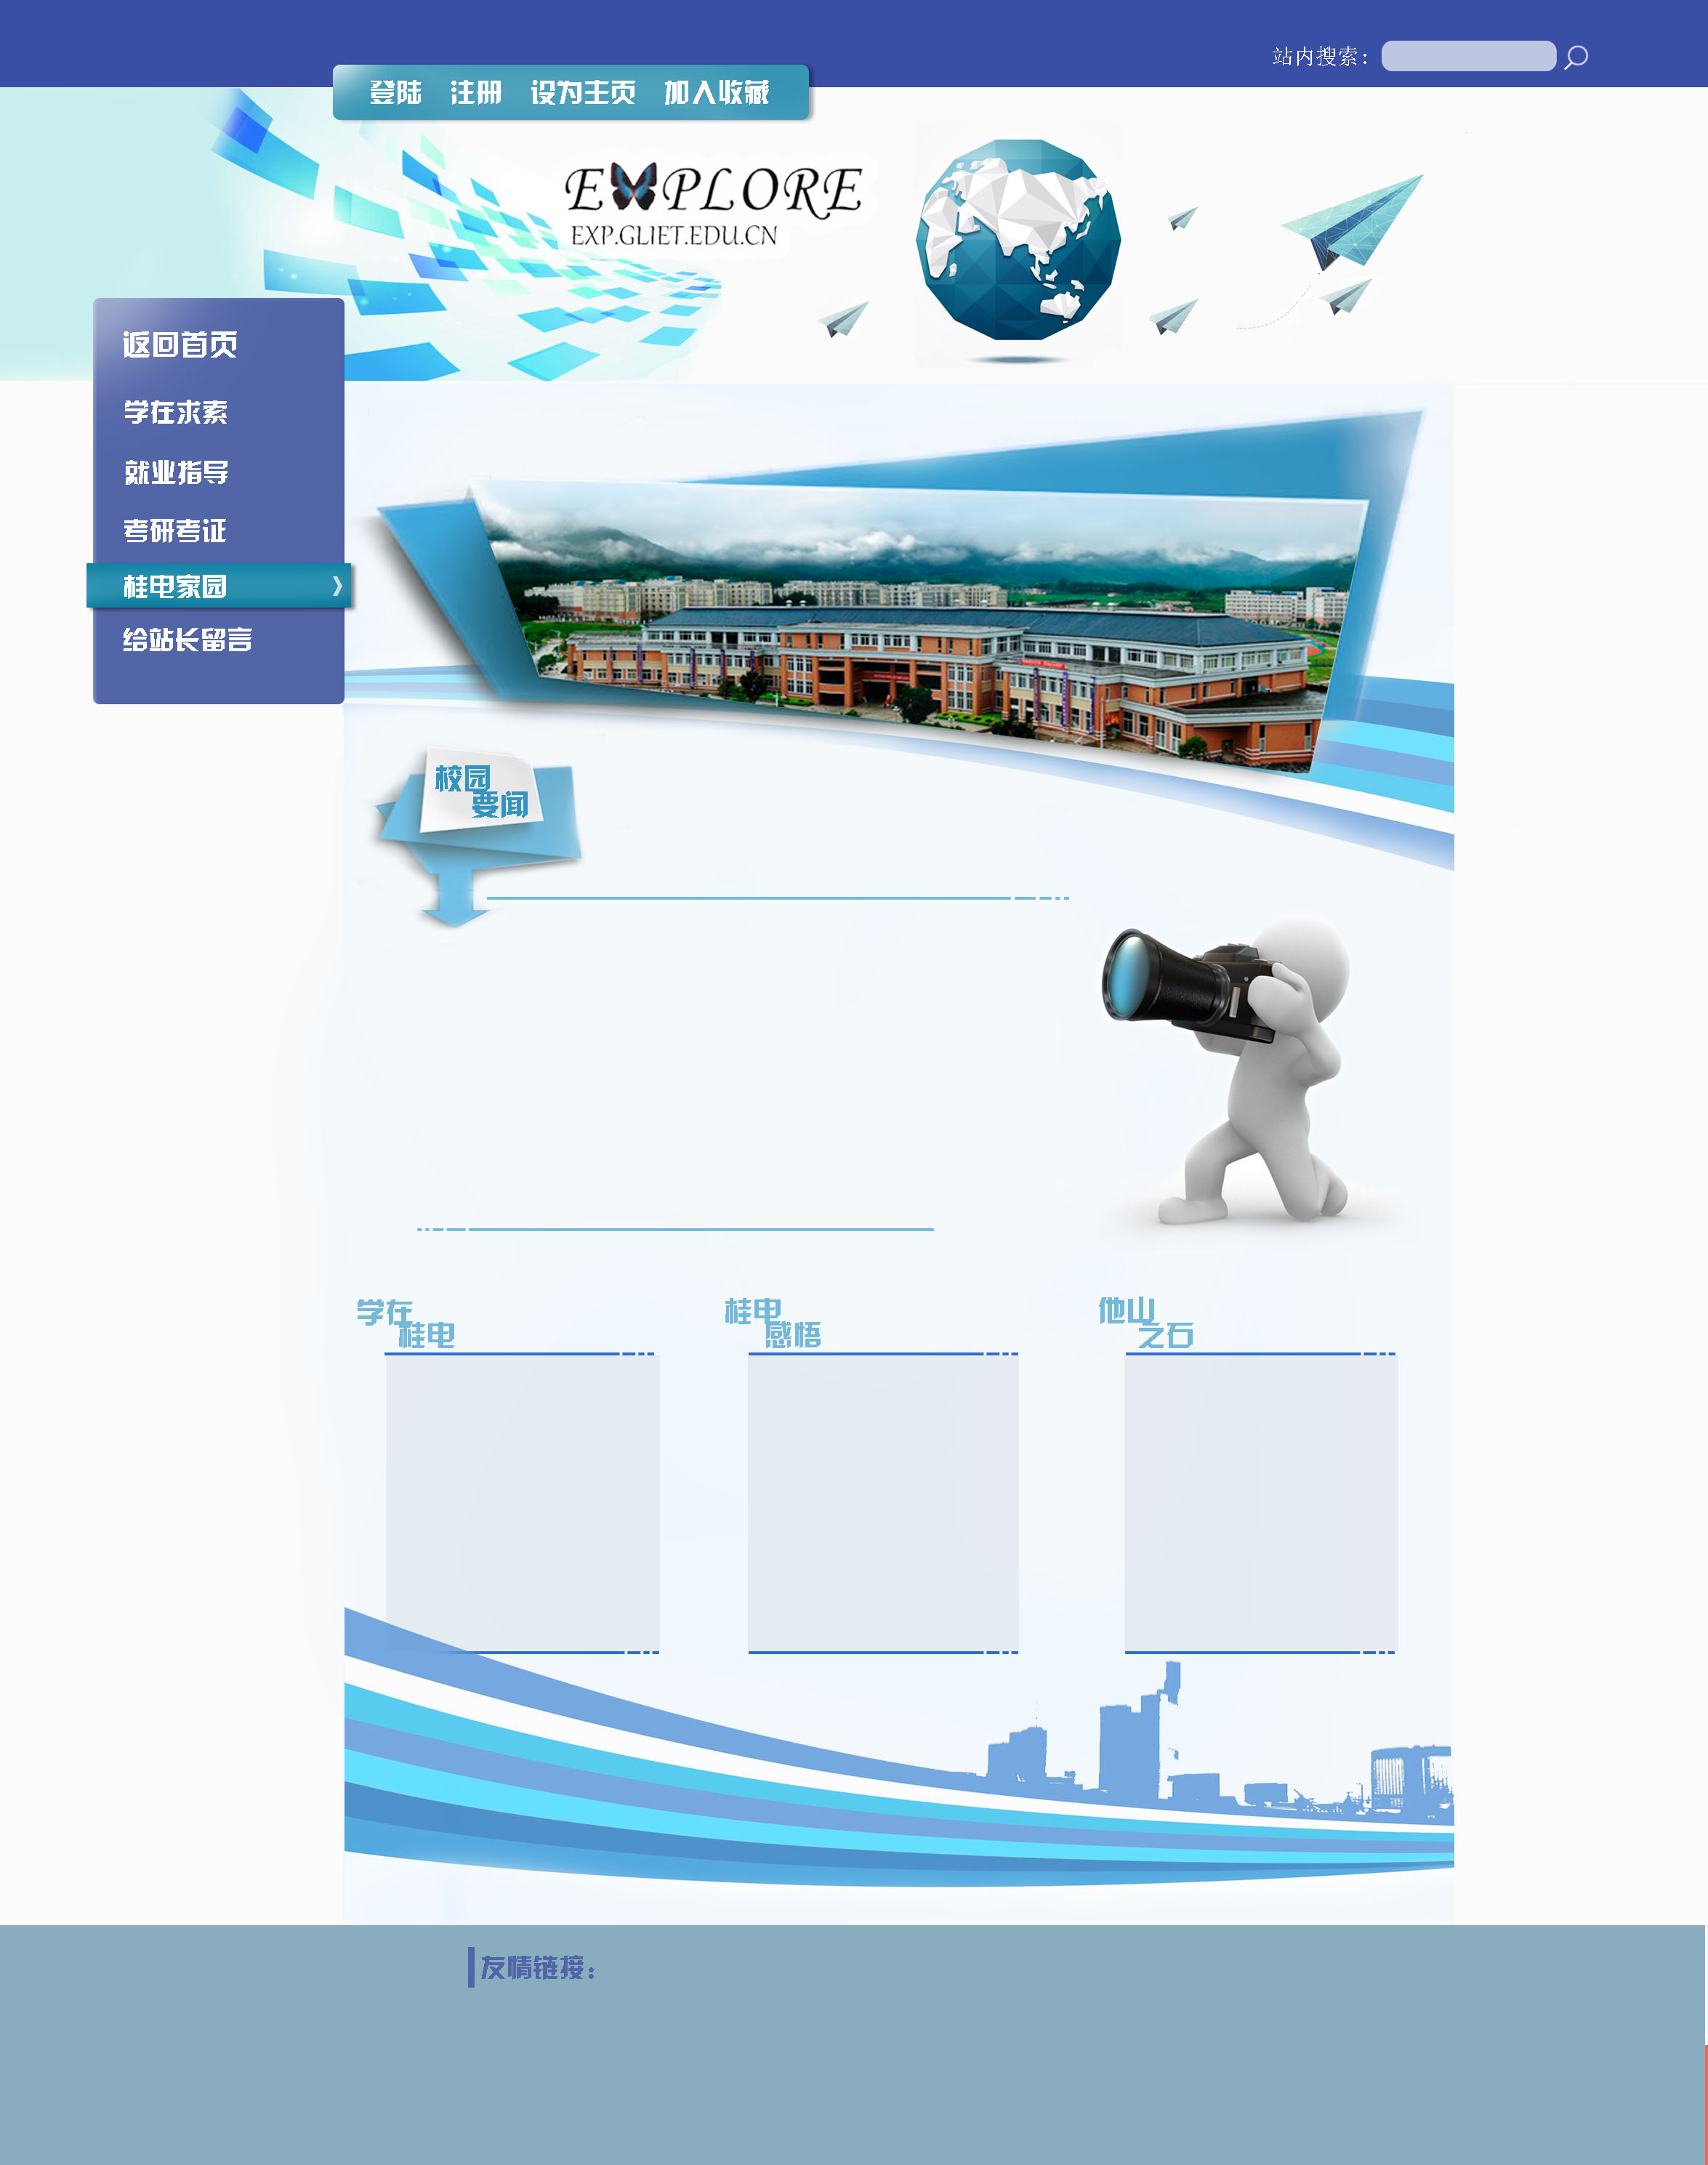 站内搜索：
登陆 注册 设为主页 加入收藏
EXPLORE
EXP.GLIET.EDU.CN
返回首页
学在求索
就业指导
考研考证
桂电家园
给站长留言
校园
要闻
学在
桂电
桂电
感悟
他山
之石
友情链接：